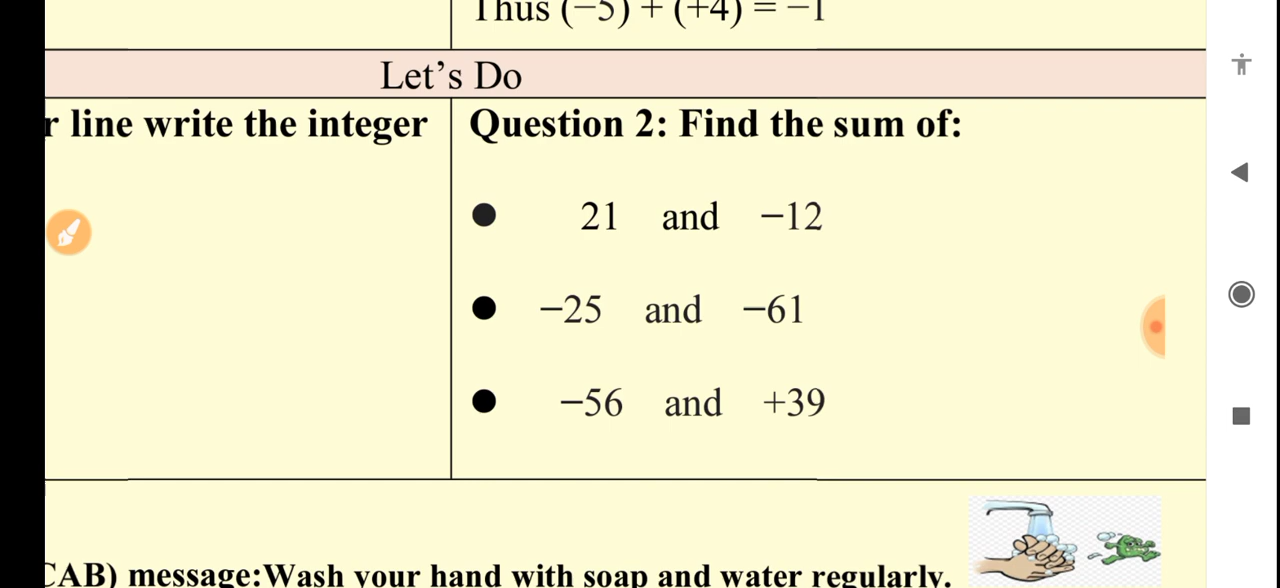 Thus (−5) + (+4) = −1
Let's Do
r line write the integer
Question 2: Find the sum of:
● 21 and −12
● −25 and −61
● −56 and +39
CAB) message:Wash your hand with soap and water regularly.